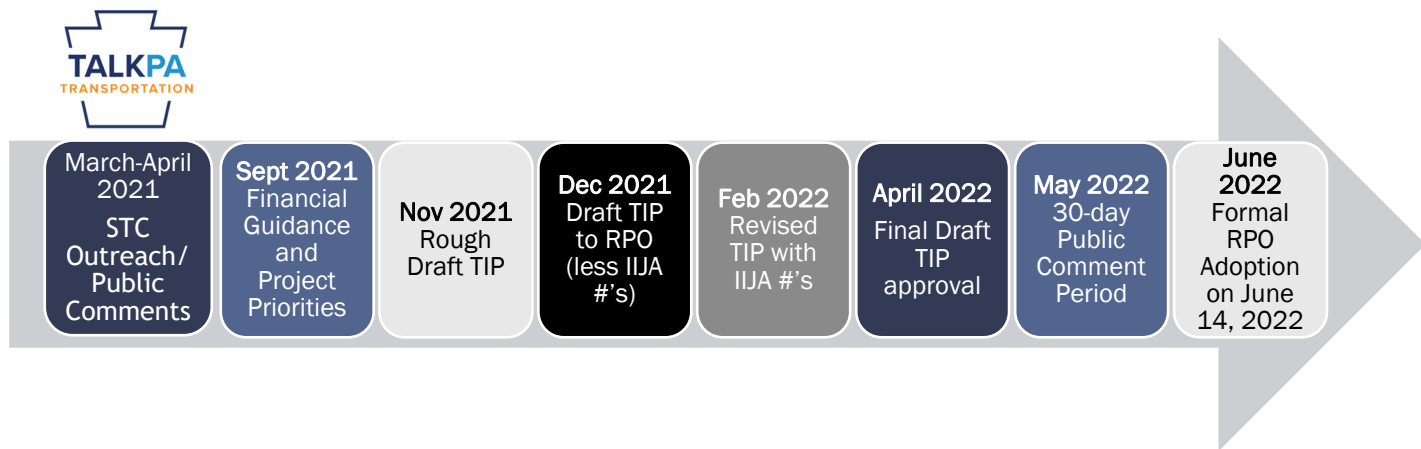 TALKPA
TRANSPORTATION
March-April
2021
STC
Outreach/
Public
Comments
Sept 2021
Financial
Guidance
and
Project
Priorities
Nov 2021
Rough
Draft TIP
Dec 2021
Draft TIP
to RPO
(less IIJA
#'s)
Feb 2022
Revised
TIP with
IIJA #'s
April 2022
Final Draft
TIP
approval
May 2022
30-day
Public
Comment
Period
June
2022
Formal
RPO
Adoption
on June
14, 2022